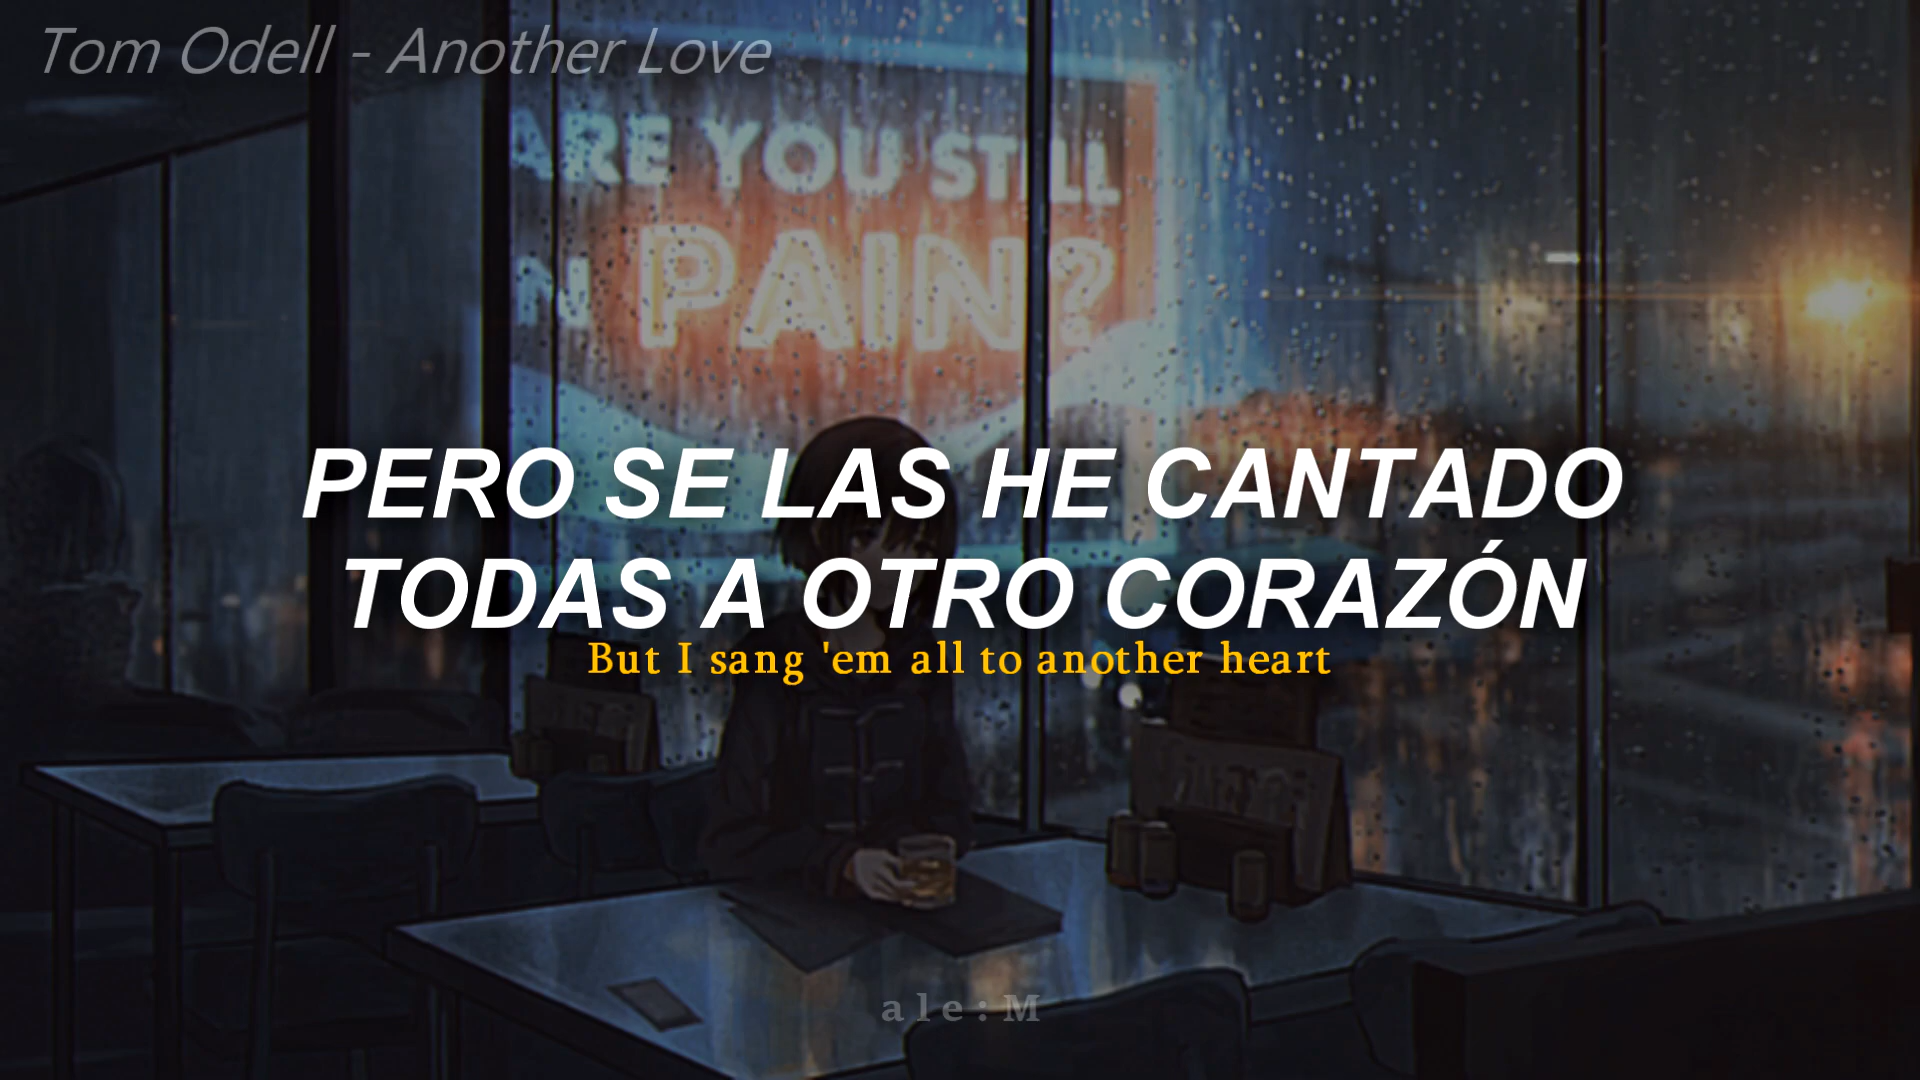 Tom Odell - Another Love
ARE YOU STILL
N PAIN?
PERO SE LAS HE CANTADO
TODAS A OTRO CORAZÓN
But I sang 'em all to another heart
ale:M